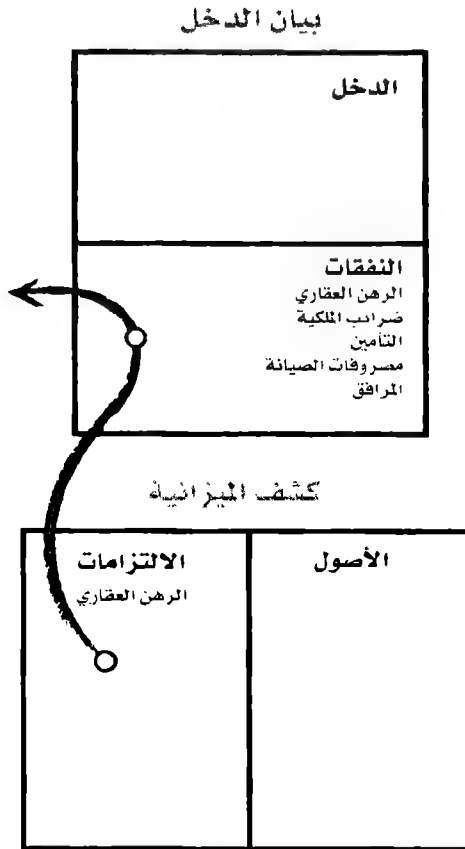 بيان الدخل
الدخل
النفقات
الرهن العقاري
ضرائب الملكية
التأمين
مصروفات الصيانة
المرافق
كشف الميزانية
الأصول
الالتزامات
الرهن العقاري